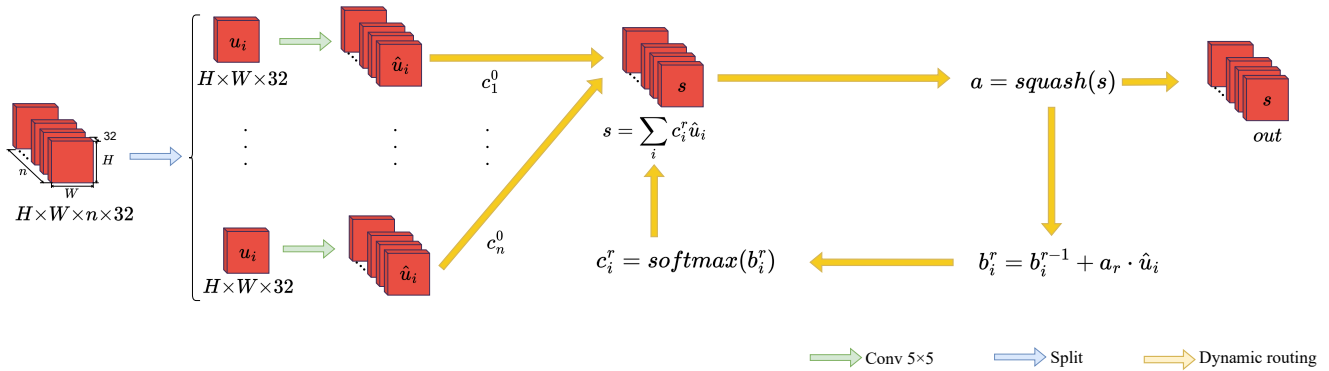 32
H
n
W
H×W×n×32
u_i
H×W×32
û_i
c_1^0
. . .
u_i
H×W×32
û_i
c_n^0
s
s = ∑_i c_i^r û_i
c_i^r = softmax(b_i^r)
a = squash(s)
b_i^r = b_i^{r-1} + a_r · û_i
s
out
Conv 5×5
Split
Dynamic routing